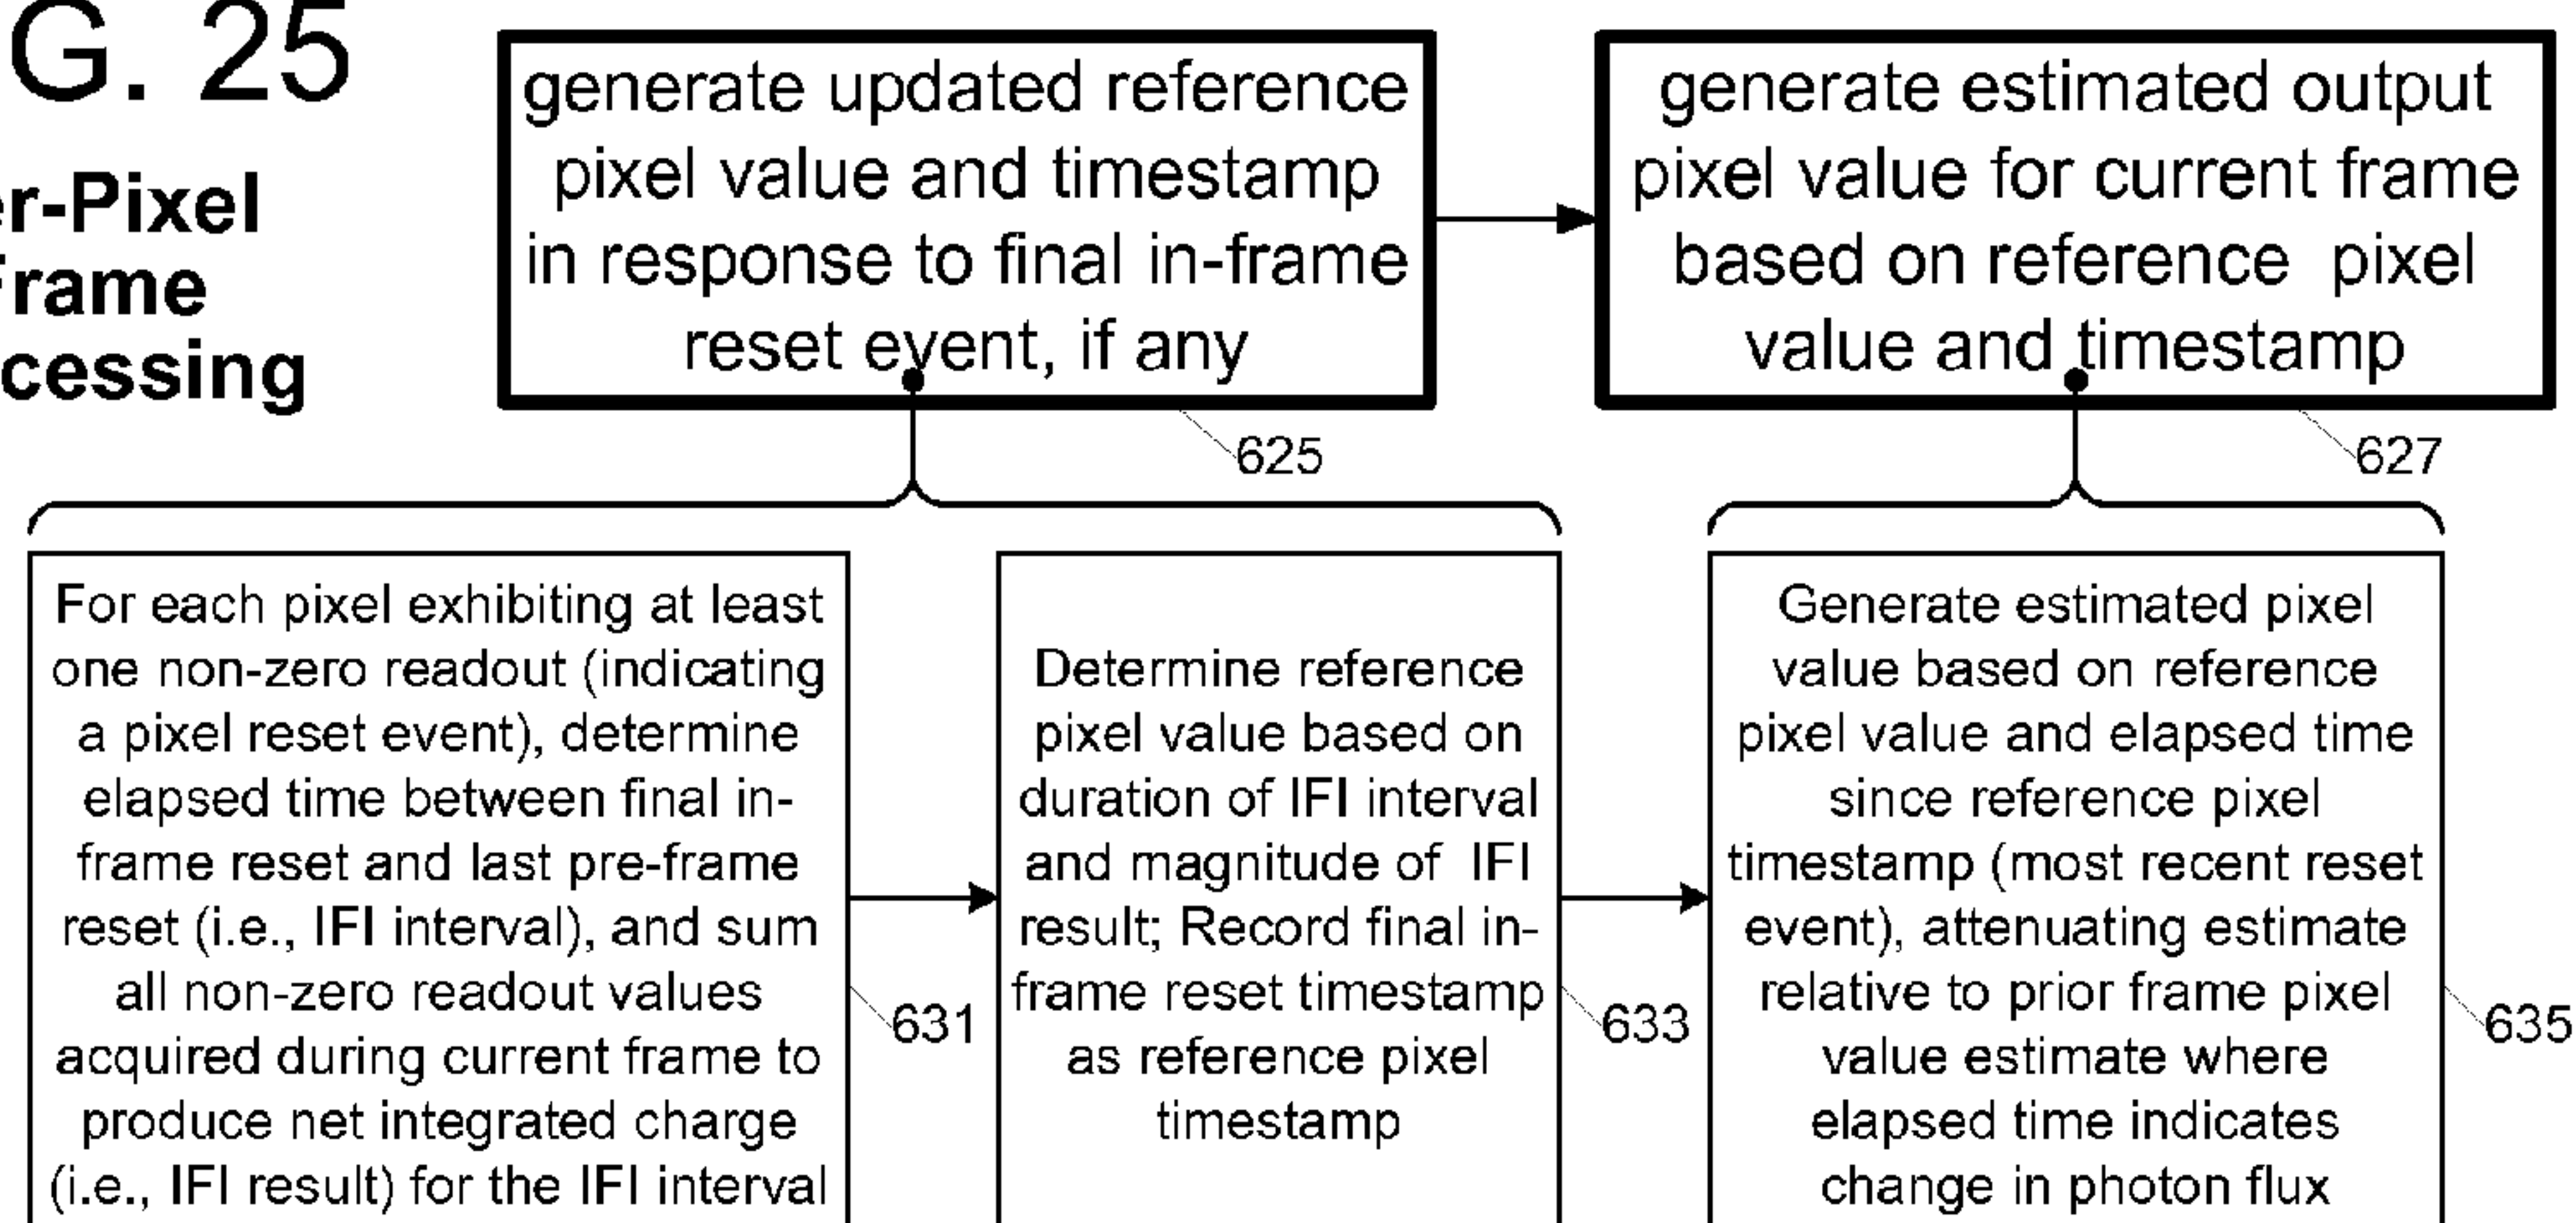 G. 25
er-Pixel
Frame
cessing
generate updated reference
pixel value and timestamp
in response to final in-frame
reset event, if any
625
generate estimated output
pixel value for current frame
based on reference pixel
value and timestamp
627
For each pixel exhibiting at least
one non-zero readout (indicating
a pixel reset event), determine
elapsed time between final in-
frame reset and last pre-frame
reset (i.e., IFI interval), and sum
all non-zero readout values
acquired during current frame to
produce net integrated charge
(i.e., IFI result) for the IFI interval
631
Determine reference
pixel value based on
duration of IFI interval
and magnitude of IFI
result; Record final in-
frame reset timestamp
as reference pixel
timestamp
633
Generate estimated pixel
value based on reference
pixel value and elapsed time
since reference pixel
timestamp (most recent reset
event), attenuating estimate
relative to prior frame pixel
value estimate where
elapsed time indicates
change in photon flux
635